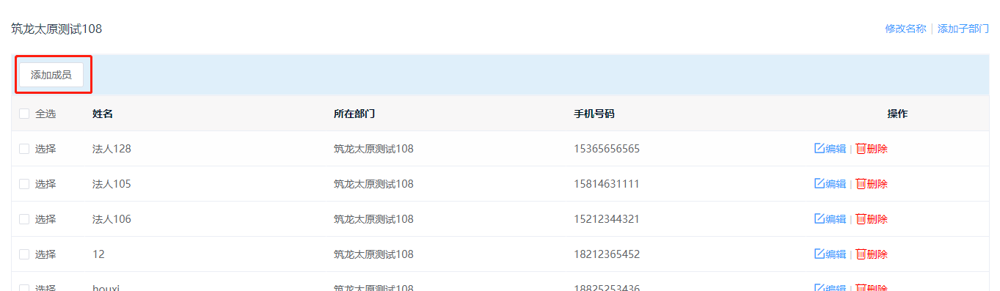 筑龙太原测试108 修改名称 | 添加子部门
添加成员
全选 姓名 所在部门 手机号码 操作
选择 法人128 筑龙太原测试108 15365656565 编辑 | 删除
选择 法人105 筑龙太原测试108 15814631111 编辑 | 删除
选择 法人106 筑龙太原测试108 15212344321 编辑 | 删除
选择 12 筑龙太原测试108 18212365452 编辑 | 删除
选择 houxi 筑龙太原测试108 18825253436 编辑 | 删除